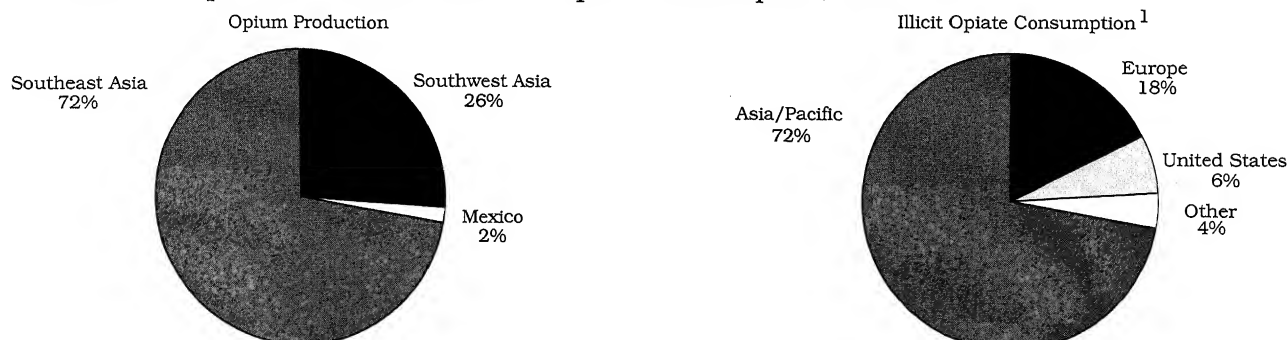 Opium Production
Southeast Asia
72%
Southwest Asia
26%
Mexico
2%
Illicit Opiate Consumption 1
Asia/Pacific
72%
Europe
18%
United States
6%
Other
4%